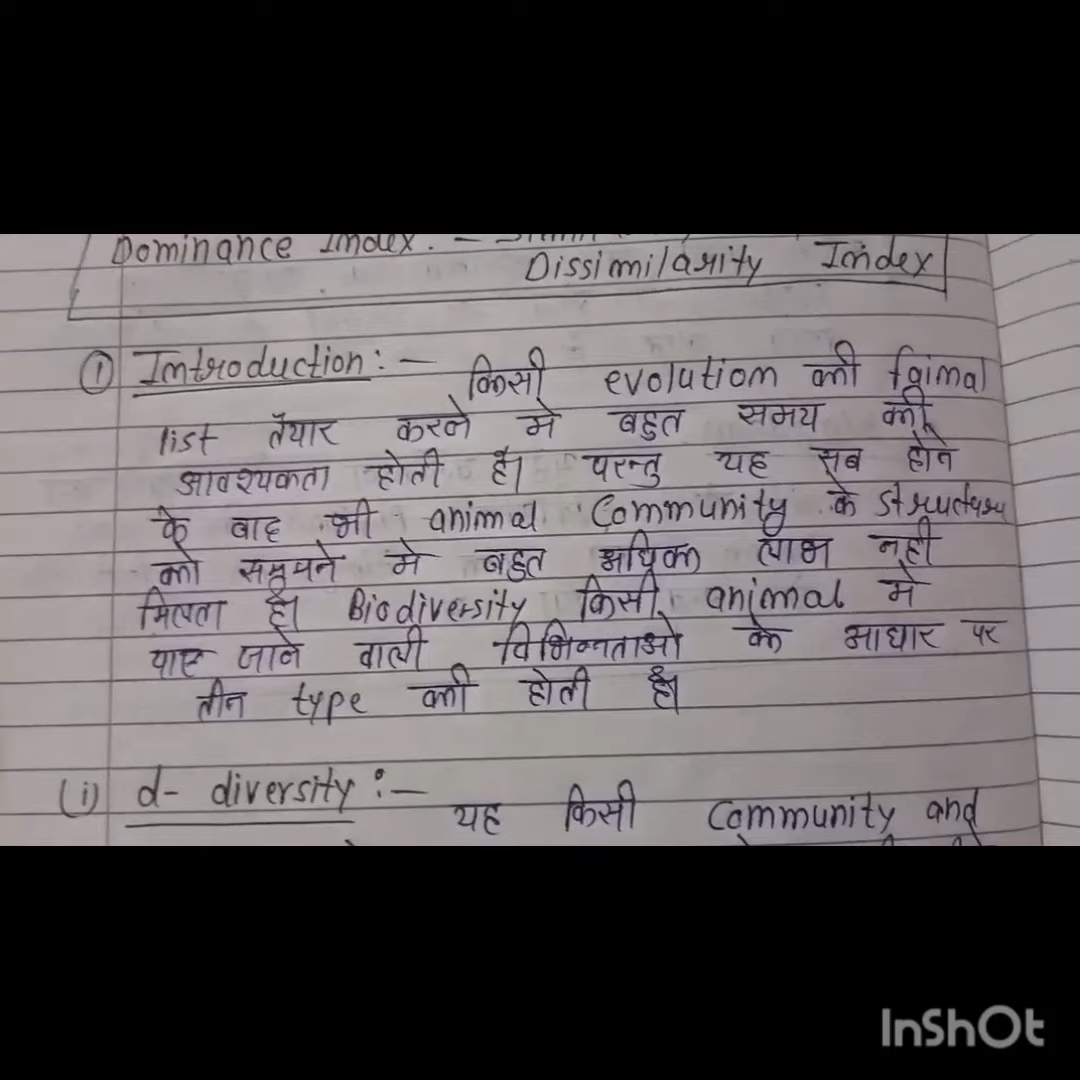 Dominance Index. -
Dissimilarity Index
① Introduction : - किसी evolution की faimal
list तैयार करने मे बहुत समय की
आवश्यकता होती है। परन्तु यह सब होने
के बाद भी animal Community के structure
को समझने मे बहुत अधिक लाभ नही
मिलता है। Biodiversity किसी animal मे
पाए जाने वाली विभिन्नताओ के आधार पर
तीन type की होती है।
(i) d- diversity :- यह किसी Community and
InShOt